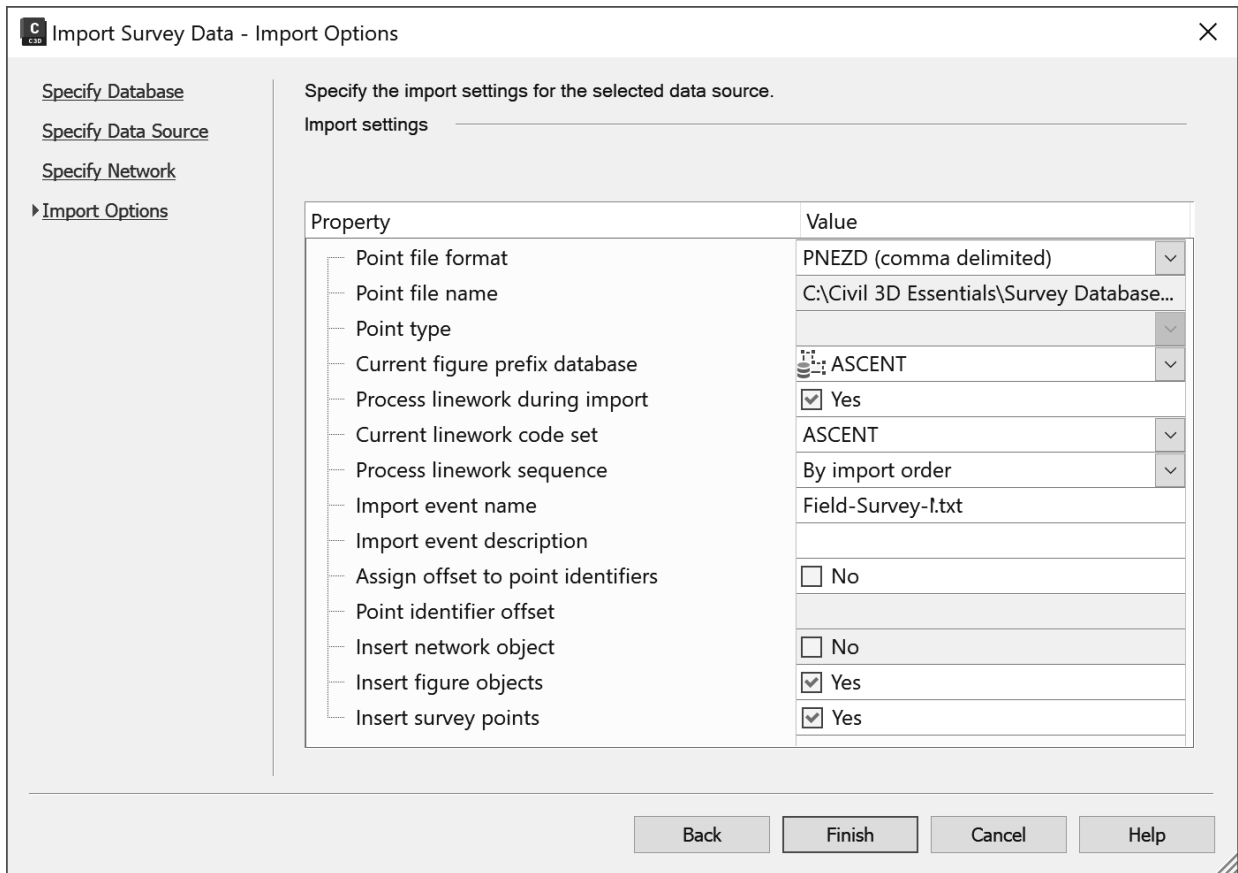 C
C3D
Import Survey Data - Import Options
Specify Database
Specify Data Source
Specify Network
Import Options
Specify the import settings for the selected data source.
Import settings
Property Value
Point file format PNEZD (comma delimited)
Point file name C:\Civil 3D Essentials\Survey Database...
Point type
Current figure prefix database ASCENT
Process linework during import Yes
Current linework code set ASCENT
Process linework sequence By import order
Import event name
Import event description
Assign offset to point identifiers No
Point identifier offset
Insert network object No
Insert figure objects Yes
Insert survey points Yes
Back Finish Cancel Help